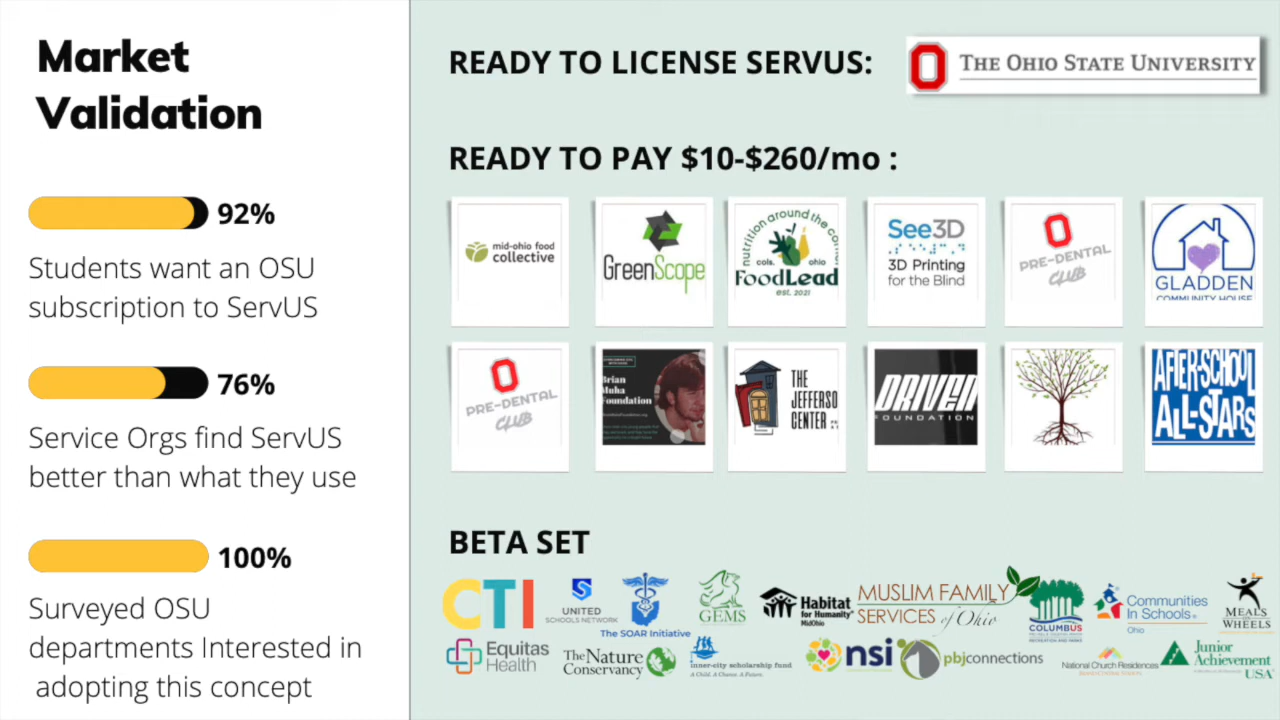 Market
Validation
92%
Students want an OSU
subscription to ServUS
76%
Service Orgs find ServUS
better than what they use
100%
Surveyed OSU
departments Interested in
adopting this concept
READY TO LICENSE SERVUS:
THE OHIO STATE UNIVERSITY
READY TO PAY $10-$260/mo :
mid-ohio food
collective
GreenScope
nutrition around the
cols. ohio
FoodLead
est. 2021
See3D
3D Printing
for the Blind
PRE-DENTAL
CLUB
GLADDEN
COMMUNITY HOUSE
PRE-DENTAL
CLUB
Brian
Muha
Foundation
THE
JEFFERSO
CENTER
DRIVEN
FOUNDATION
AFTER-SCHOOL
ALL-STARS
BETA SET
CTI
UNITED
SCHOOLS NETWORK
The SOAR Initiative
GEMS
Habitat
for Humanity®
MidOhio
MUSLIM FAMILY
SERVICES of Ohio
COLUMBUS
RECREATION AND PARKS
Communities
In Schools®
Ohio
MEALS
ON
WHEELS
Equitas
Health
The Nature
Conservancy
inner-city scholarship fund
A Child. A Chance. A Future.
nsi
pbjconnections
National Church Residences
Junior
Achievement
USA